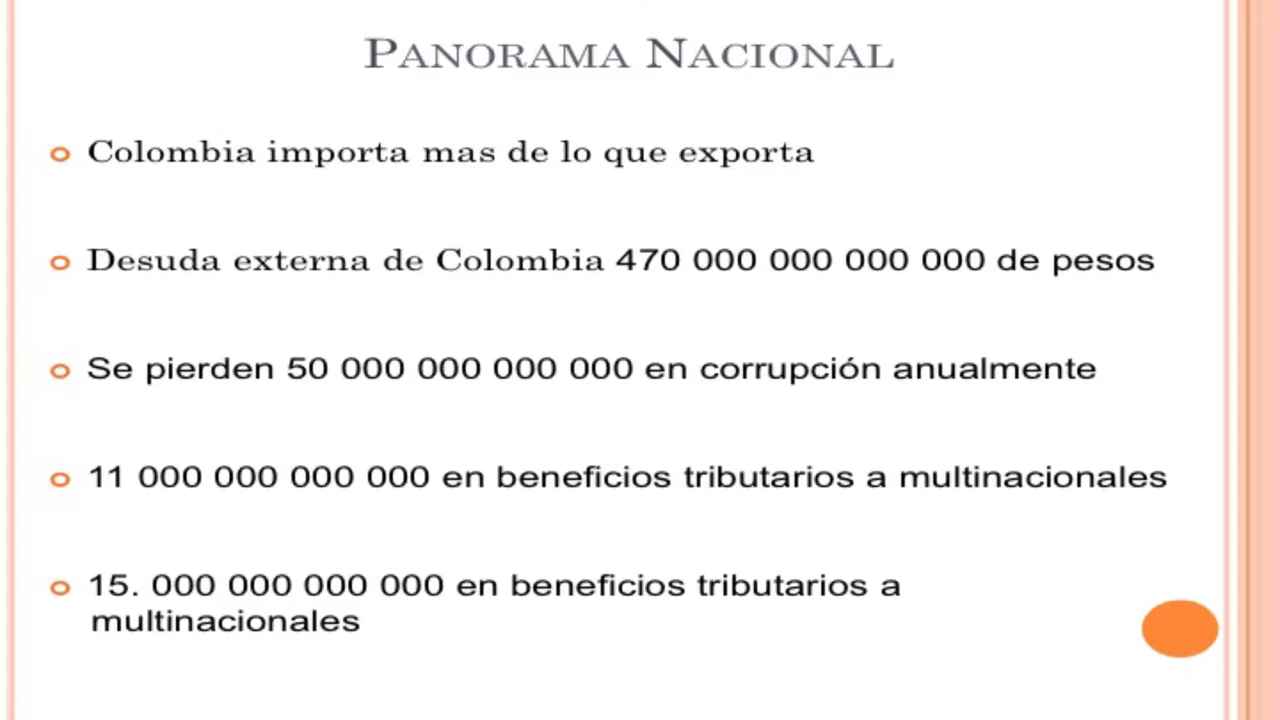 PANORAMA NACIONAL
Colombia importa mas de lo que exporta
Desuda externa de Colombia 470 000 000 000 000 de pesos
Se pierden 50 000 000 000 000 en corrupción anualmente
11 000 000 000 000 en beneficios tributarios a multinacionales
15. 000 000 000 000 en beneficios tributarios a
multinacionales